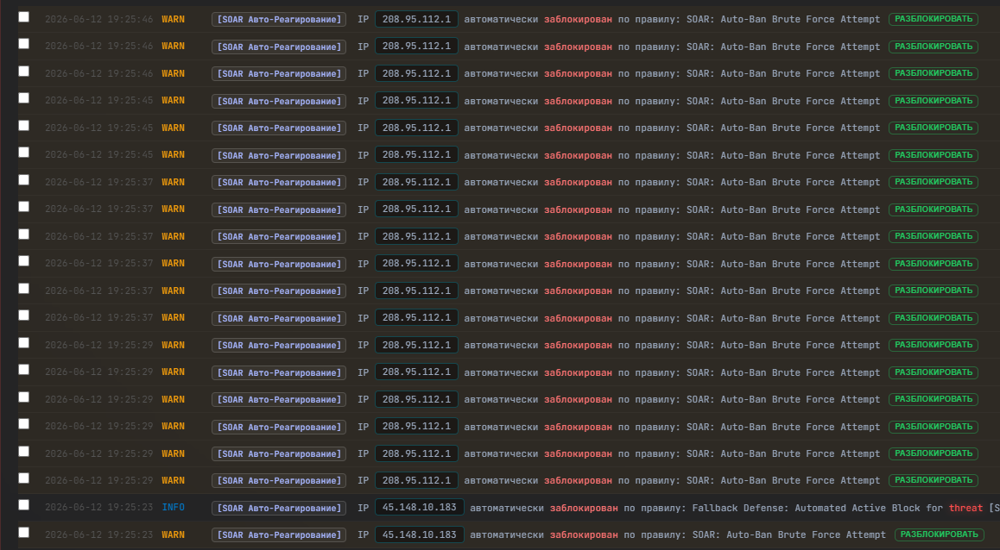 2026-06-12 19:25:46 WARN [SOAR Авто-Реагирование] IP 208.95.112.1 автоматически заблокирован по правилу: SOAR: Auto-Ban Brute Force Attempt РАЗБЛОКИРОВАТЬ
2026-06-12 19:25:46 WARN [SOAR Авто-Реагирование] IP 208.95.112.1 автоматически заблокирован по правилу: SOAR: Auto-Ban Brute Force Attempt РАЗБЛОКИРОВАТЬ
2026-06-12 19:25:46 WARN [SOAR Авто-Реагирование] IP 208.95.112.1 автоматически заблокирован по правилу: SOAR: Auto-Ban Brute Force Attempt РАЗБЛОКИРОВАТЬ
2026-06-12 19:25:45 WARN [SOAR Авто-Реагирование] IP 208.95.112.1 автоматически заблокирован по правилу: SOAR: Auto-Ban Brute Force Attempt РАЗБЛОКИРОВАТЬ
2026-06-12 19:25:45 WARN [SOAR Авто-Реагирование] IP 208.95.112.1 автоматически заблокирован по правилу: SOAR: Auto-Ban Brute Force Attempt РАЗБЛОКИРОВАТЬ
2026-06-12 19:25:45 WARN [SOAR Авто-Реагирование] IP 208.95.112.1 автоматически заблокирован по правилу: SOAR: Auto-Ban Brute Force Attempt РАЗБЛОКИРОВАТЬ
2026-06-12 19:25:37 WARN [SOAR Авто-Реагирование] IP 208.95.112.1 автоматически заблокирован по правилу: SOAR: Auto-Ban Brute Force Attempt РАЗБЛОКИРОВАТЬ
2026-06-12 19:25:37 WARN [SOAR Авто-Реагирование] IP 208.95.112.1 автоматически заблокирован по правилу: SOAR: Auto-Ban Brute Force Attempt РАЗБЛОКИРОВАТЬ
2026-06-12 19:25:37 WARN [SOAR Авто-Реагирование] IP 208.95.112.1 автоматически заблокирован по правилу: SOAR: Auto-Ban Brute Force Attempt РАЗБЛОКИРОВАТЬ
2026-06-12 19:25:37 WARN [SOAR Авто-Реагирование] IP 208.95.112.1 автоматически заблокирован по правилу: SOAR: Auto-Ban Brute Force Attempt РАЗБЛОКИРОВАТЬ
2026-06-12 19:25:37 WARN [SOAR Авто-Реагирование] IP 208.95.112.1 автоматически заблокирован по правилу: SOAR: Auto-Ban Brute Force Attempt РАЗБЛОКИРОВАТЬ
2026-06-12 19:25:37 WARN [SOAR Авто-Реагирование] IP 208.95.112.1 автоматически заблокирован по правилу: SOAR: Auto-Ban Brute Force Attempt РАЗБЛОКИРОВАТЬ
2026-06-12 19:25:29 WARN [SOAR Авто-Реагирование] IP 208.95.112.1 автоматически заблокирован по правилу: SOAR: Auto-Ban Brute Force Attempt РАЗБЛОКИРОВАТЬ
2026-06-12 19:25:29 WARN [SOAR Авто-Реагирование] IP 208.95.112.1 автоматически заблокирован по правилу: SOAR: Auto-Ban Brute Force Attempt РАЗБЛОКИРОВАТЬ
2026-06-12 19:25:29 WARN [SOAR Авто-Реагирование] IP 208.95.112.1 автоматически заблокирован по правилу: SOAR: Auto-Ban Brute Force Attempt РАЗБЛОКИРОВАТЬ
2026-06-12 19:25:29 WARN [SOAR Авто-Реагирование] IP 208.95.112.1 автоматически заблокирован по правилу: SOAR: Auto-Ban Brute Force Attempt РАЗБЛОКИРОВАТЬ
2026-06-12 19:25:29 WARN [SOAR Авто-Реагирование] IP 208.95.112.1 автоматически заблокирован по правилу: SOAR: Auto-Ban Brute Force Attempt РАЗБЛОКИРОВАТЬ
2026-06-12 19:25:29 WARN [SOAR Авто-Реагирование] IP 208.95.112.1 автоматически заблокирован по правилу: SOAR: Auto-Ban Brute Force Attempt РАЗБЛОКИРОВАТЬ
2026-06-12 19:25:23 INFO [SOAR Авто-Реагирование] IP 45.148.10.183 автоматически заблокирован по правилу: Fallback Defense: Automated Active Block for threat
2026-06-12 19:25:23 WARN [SOAR Авто-Реагирование] IP 45.148.10.183 автоматически заблокирован по правилу: SOAR: Auto-Ban Brute Force Attempt РАЗБЛОКИРОВАТЬ